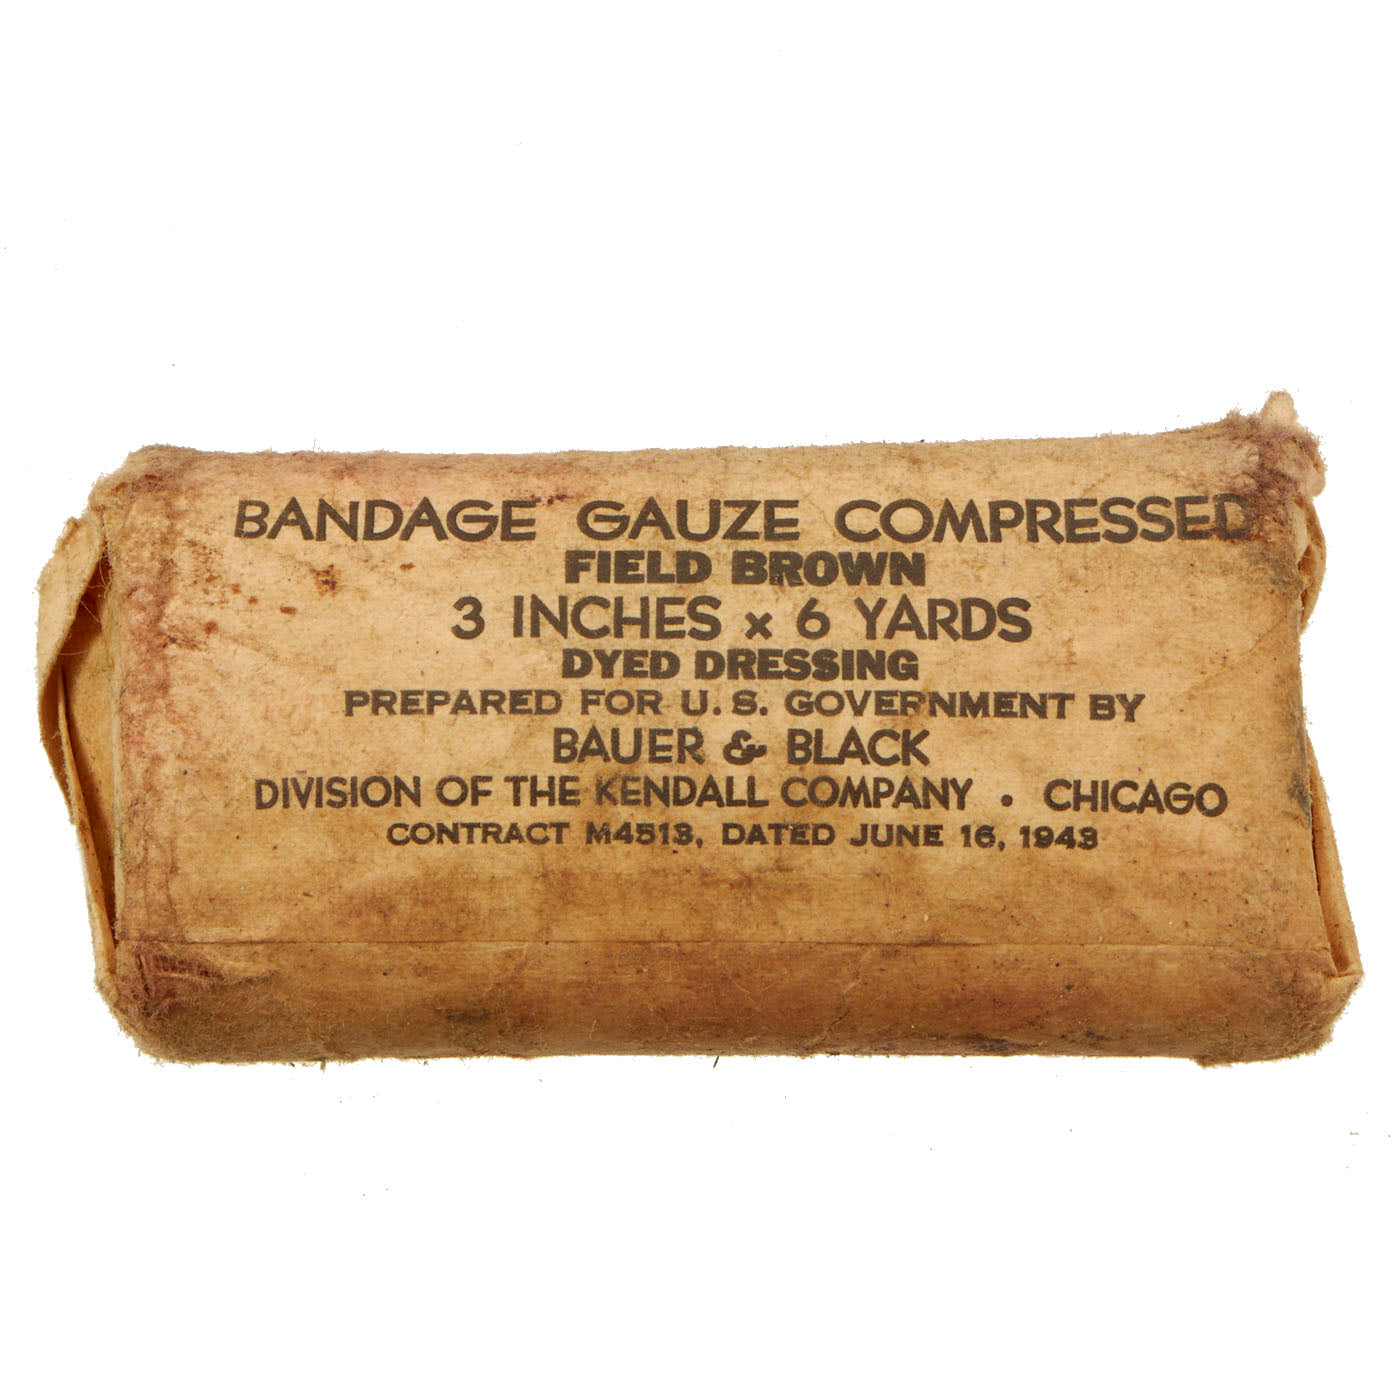 BANDAGE GAUZE COMPRESSED
FIELD BROWN
3 INCHES x 6 YARDS
DYED DRESSING
PREPARED FOR U. S. GOVERNMENT BY
BAUER & BLACK
DIVISION OF THE KENDALL COMPANY • CHICAGO
CONTRACT M4513, DATED JUNE 16, 1943